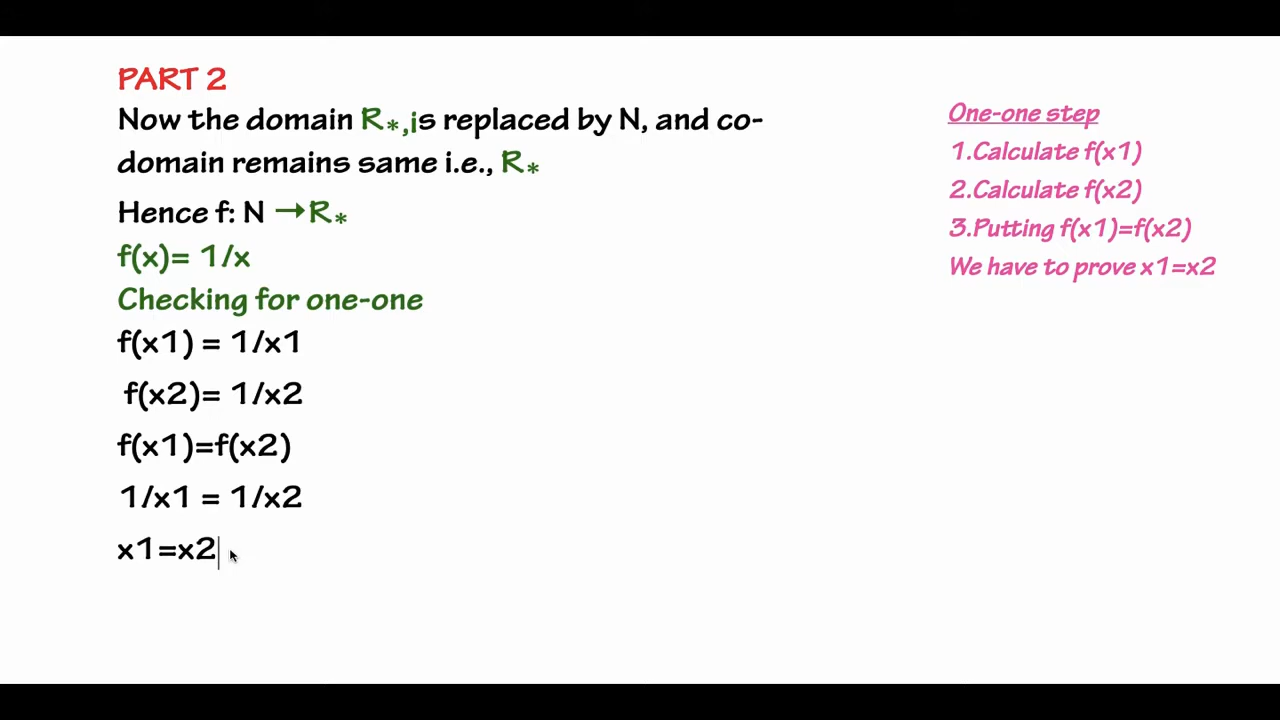 PART 2
Now the domain R*,is replaced by N, and co-
domain remains same i.e., R*
Hence f: N →R*
f(x)= 1/x
Checking for one-one
f(x1) = 1/x1
f(x2)= 1/x2
f(x1)=f(x2)
1/x1 = 1/x2
x1=x2
One-one step
1.Calculate f(x1)
2.Calculate f(x2)
3.Putting f(x1)=f(x2)
We have to prove x1=x2